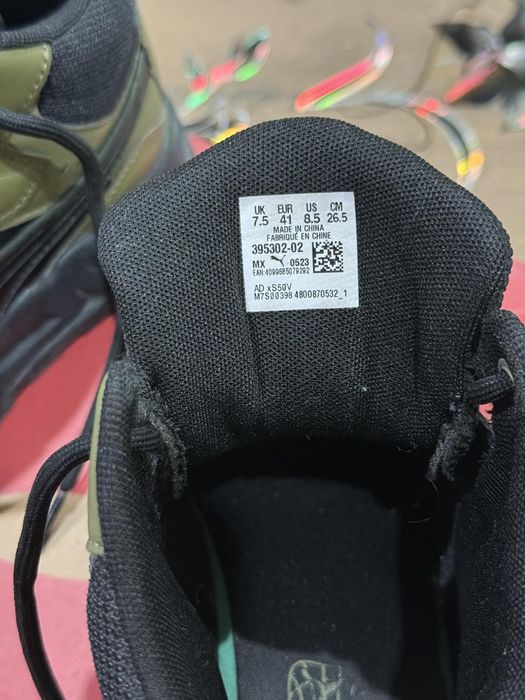 UK EUR US CM
7.5 41 8.5 26.5
MADE IN CHINA
FABRIQUÉ EN CHINE
395302-02
MX 0523
EAN:4099685079292
AD xS50V
M7S00398 4800870532_1